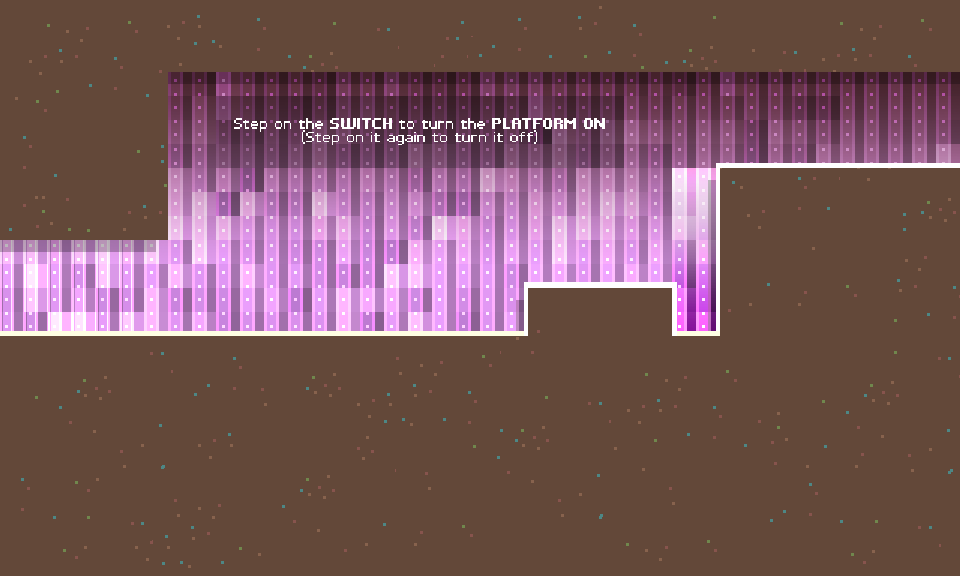 Step on the SWITCH to turn the PLATFORM ON
(Step on it again to turn it off)